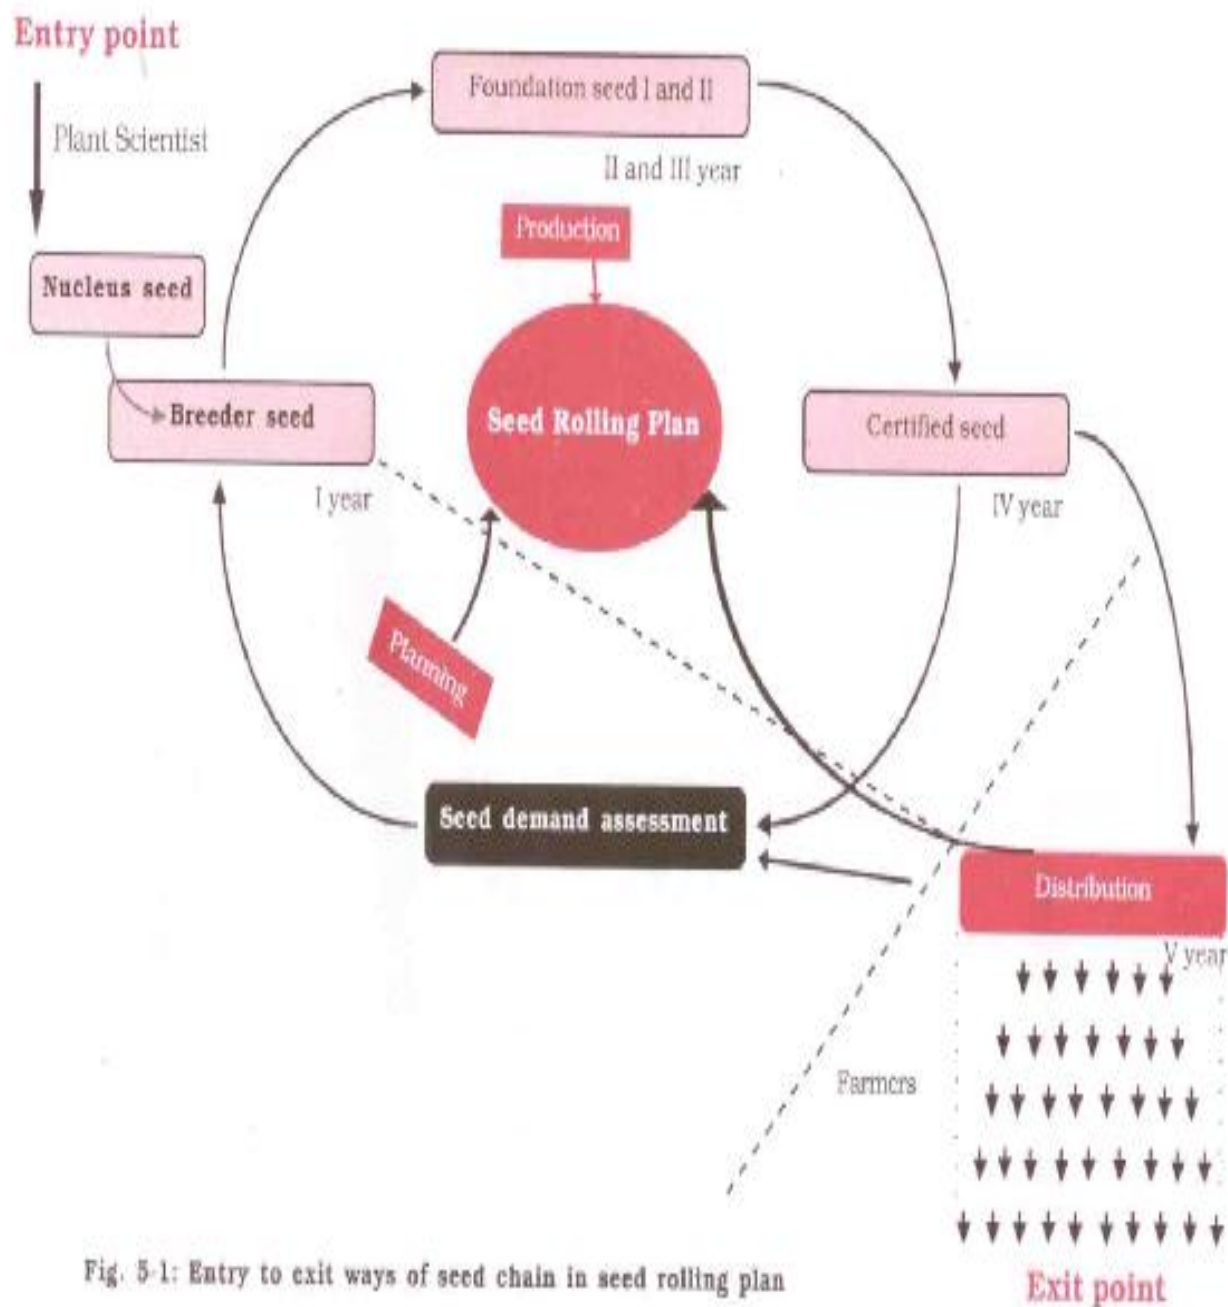 Entry point
Plant Scientist
Foundation seed I and II
II and III year
Production
Nucleus seed
Seed Rolling Plan
Breeder seed
I year
Certified seed
IV year
Planning
Seed demand assessment
Distribution
V year
Farmers
Fig. 5-1: Entry to exit ways of seed chain in seed rolling plan
Exit point